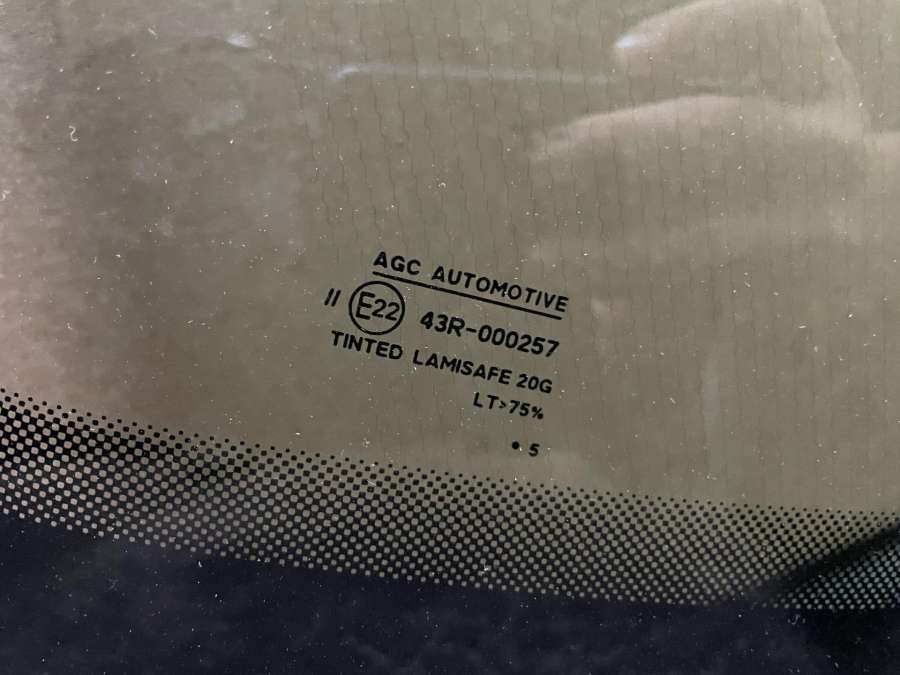 AGC AUTOMOTIVE
II E22 43R-000257
TINTED LAMISAFE 20G
LT>75%
• 5